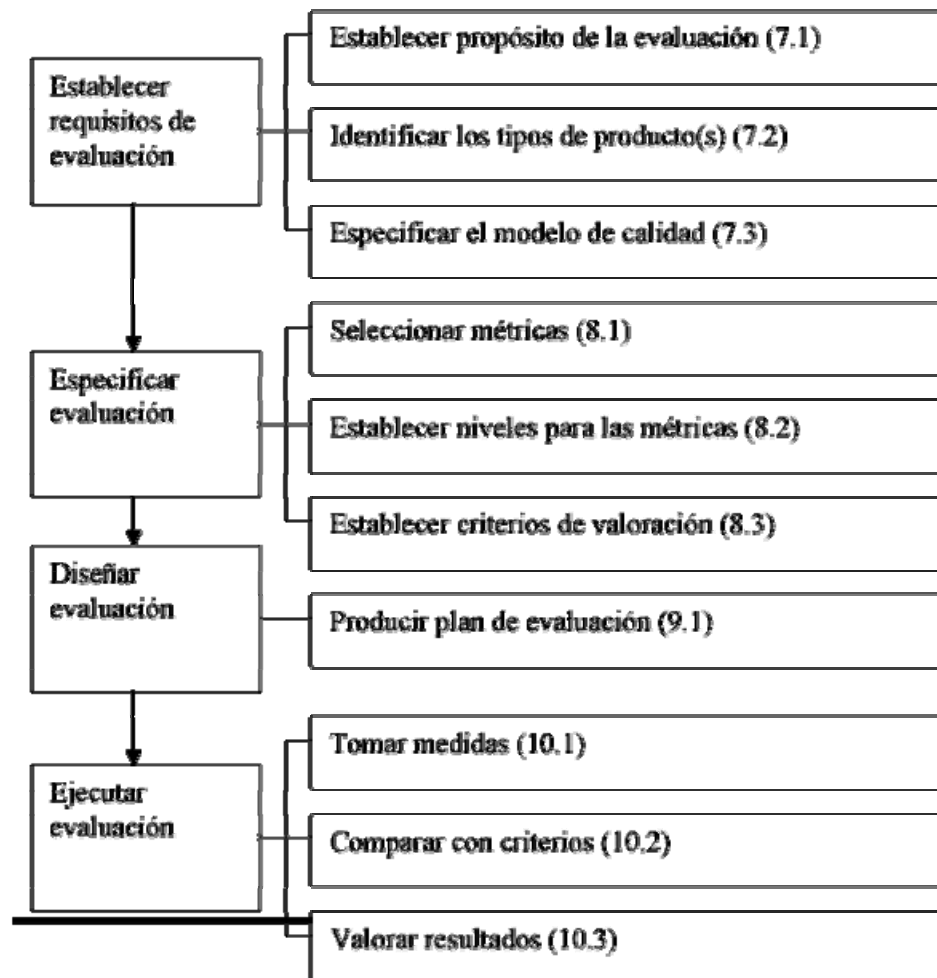 Establecer
requisitos de
evaluación
Establecer propósito de la evaluación (7.1)
Identificar los tipos de producto(s) (7.2)
Especificar el modelo de calidad (7.3)
Especificar
evaluación
Seleccionar métricas (8.1)
Establecer niveles para las métricas (8.2)
Establecer criterios de valoración (8.3)
Diseñar
evaluación
Producir plan de evaluación (9.1)
Ejecutar
evaluación
Tomar medidas (10.1)
Comparar con criterios (10.2)
Valorar resultados (10.3)